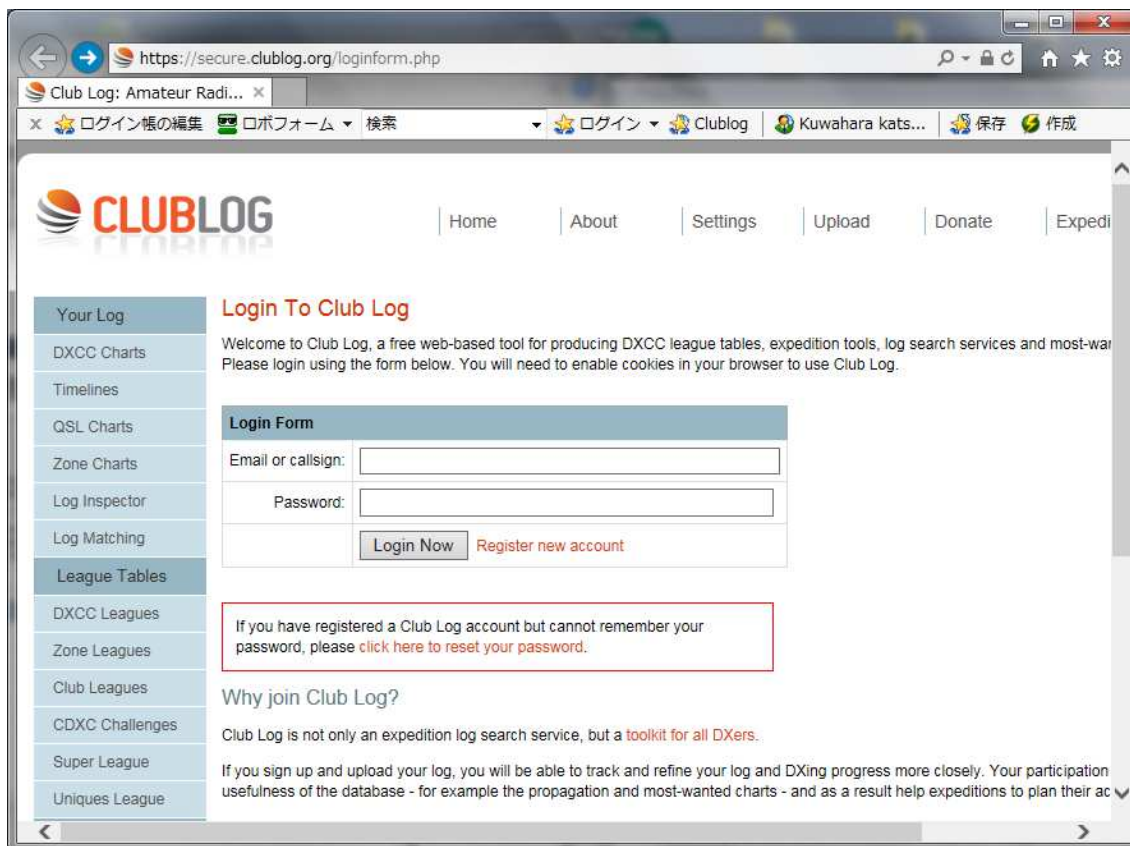 https://secure.clublog.org/loginform.php
Club Log: Amateur Radi...
ログイン帳の編集 ロボフォーム 検索 ログイン Clublog Kuwahara kats... 保存 作成
CLUBLOG
Home About Settings Upload Donate Expedi
Your Log
DXCC Charts
Timelines
QSL Charts
Zone Charts
Log Inspector
Log Matching
League Tables
DXCC Leagues
Zone Leagues
Club Leagues
CDXC Challenges
Super League
Uniques League
Login To Club Log
Welcome to Club Log, a free web-based tool for producing DXCC league tables, expedition tools, log search services and most-wa
Please login using the form below. You will need to enable cookies in your browser to use Club Log.
Login Form
Email or callsign:
Password:
Login Now Register new account
If you have registered a Club Log account but cannot remember your
password, please click here to reset your password.
Why join Club Log?
Club Log is not only an expedition log search service, but a toolkit for all DXers.
If you sign up and upload your log, you will be able to track and refine your log and DXing progress more closely. Your participation
usefulness of the database - for example the propagation and most-wanted charts - and as a result help expeditions to plan their ac